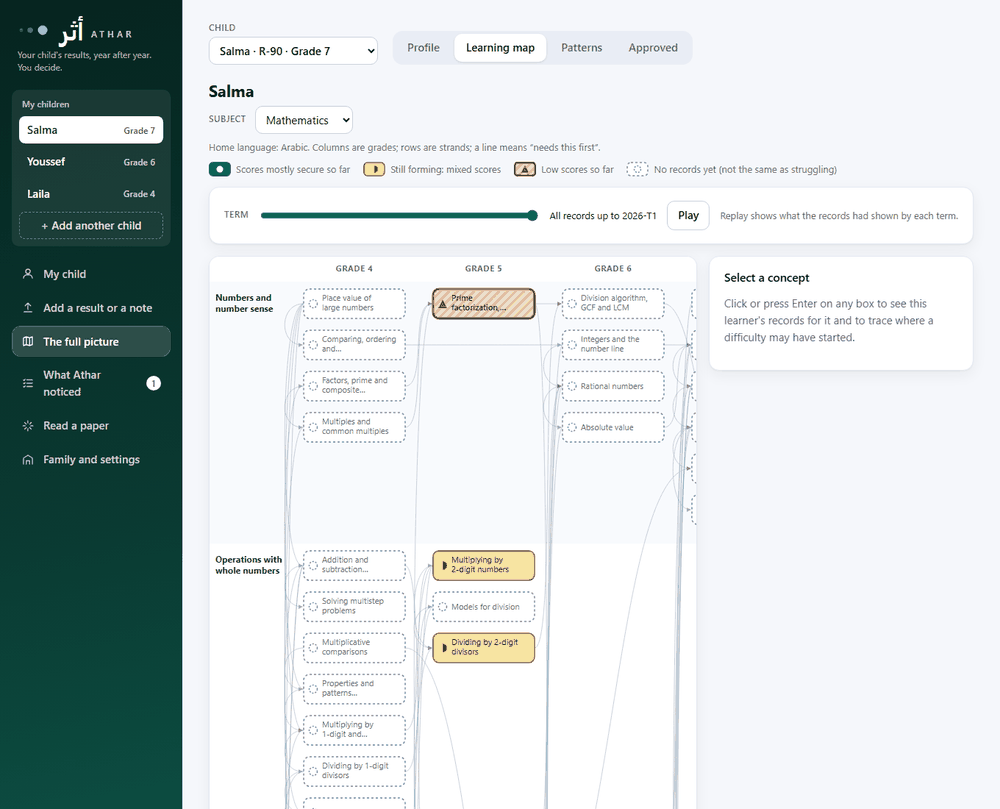 أثر ATHAR
Your child's results, year after year.
You decide.
My children
Salma Grade 7
Youssef Grade 6
Laila Grade 4
+ Add another child
My child
Add a result or a note
The full picture
What Athar
noticed
1
Read a paper
Family and settings
CHILD
Salma · R-90 · Grade 7
Profile Learning map Patterns Approved
Salma
SUBJECT Mathematics
Home language: Arabic. Columns are grades; rows are strands; a line means “needs this first”.
Scores mostly secure so far Still forming: mixed scores Low scores so far No records yet (not the same as struggling)
TERM All records up to 2026-T1 Play Replay shows what the records had shown by each term.
GRADE 4 GRADE 5 GRADE 6
Numbers and
number sense
Place value of
large numbers
Prime
factorization,...
Division algorithm,
GCF and LCM
Comparing, ordering
and...
Integers and the
number line
Factors, prime and
composite...
Rational numbers
Multiples and
common multiples
Absolute value
Operations with
whole numbers
Addition and
subtraction...
Multiplying by
2-digit numbers
Solving multistep
problems
Models for division
Multiplicative
comparisons
Dividing by 2-digit
divisors
Properties and
patterns...
Multiplying by
1-digit and...
Dividing by 1-digit
divisors
Select a concept
Click or press Enter on any box to see this
learner's records for it and to trace where a
difficulty may have started.